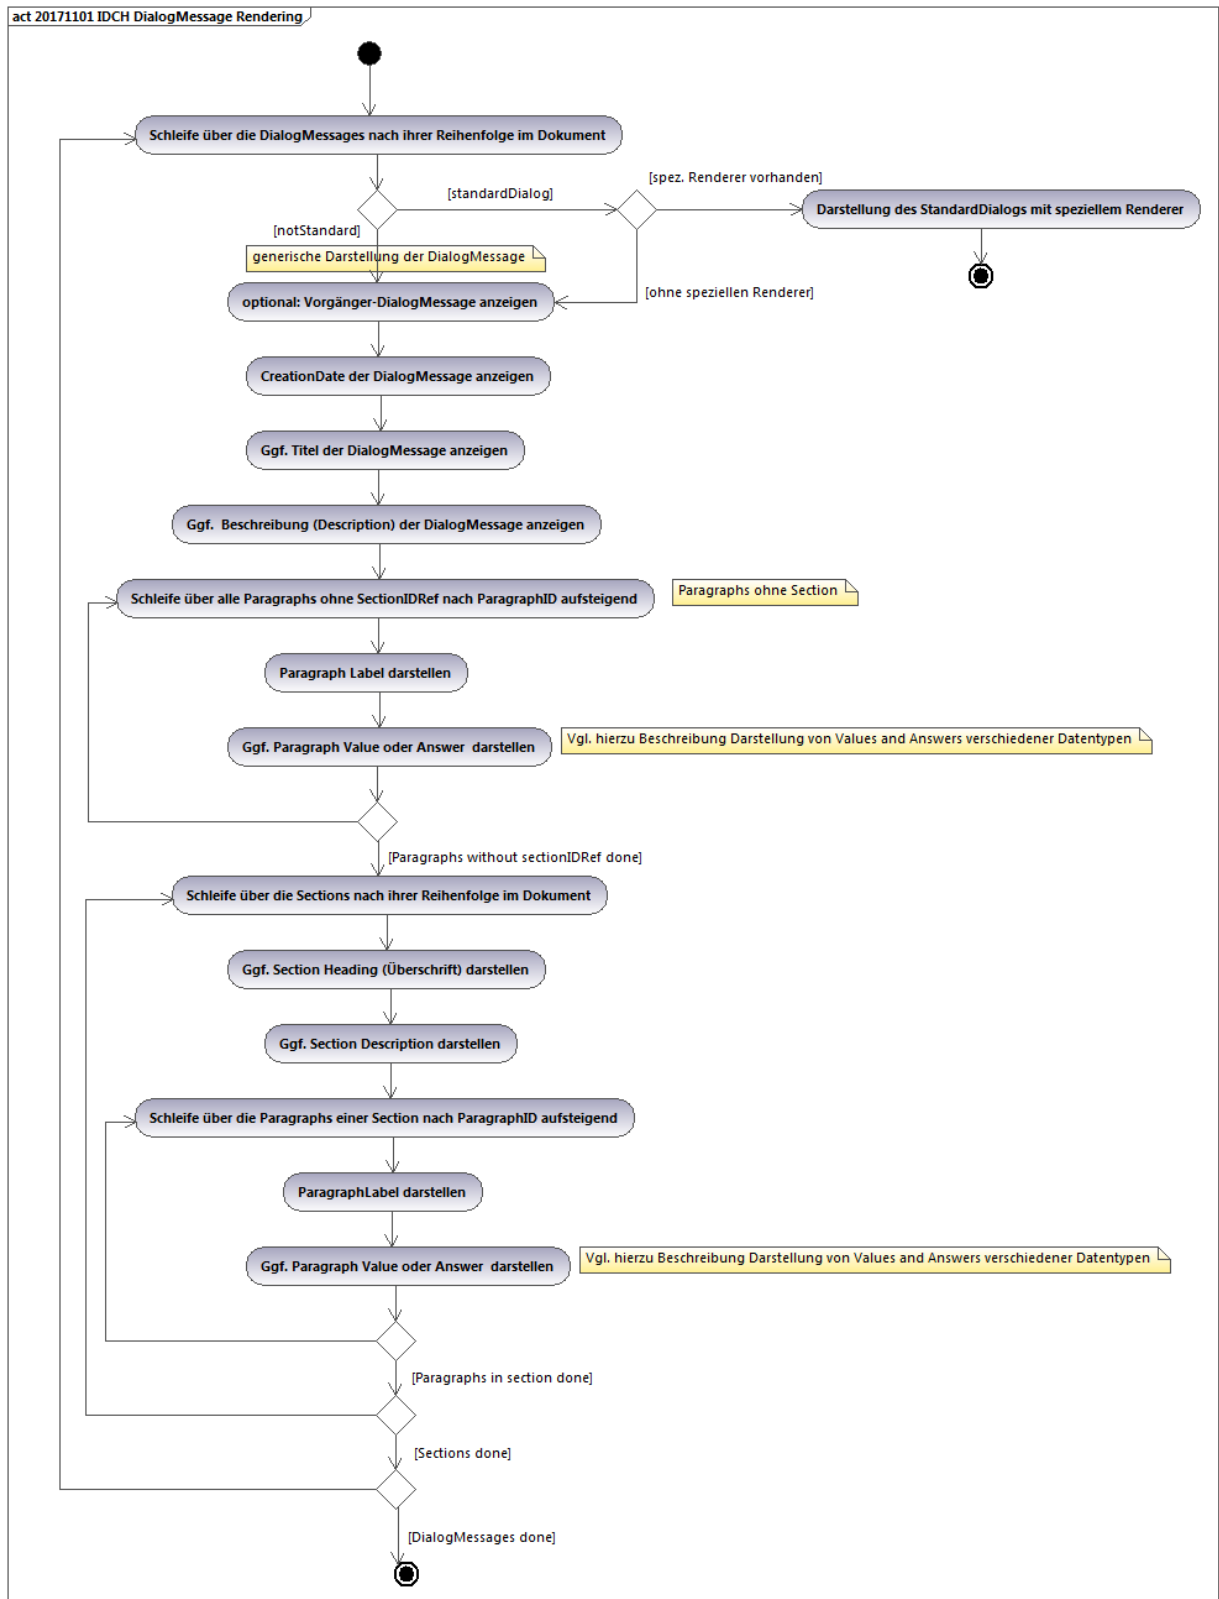 act 20171101 IDCH DialogMessage Rendering
Schleife über die DialogMessages nach ihrer Reihenfolge im Dokument
[spez. Renderer vorhanden]
[standardDialog]
Darstellung des StandardDialogs mit speziellem Renderer
[notStandard]
generische Darstellung der DialogMessage
[ohne speziellen Renderer]
optional: Vorgänger-DialogMessage anzeigen
CreationDate der DialogMessage anzeigen
Ggf. Titel der DialogMessage anzeigen
Ggf.  Beschreibung (Description) der DialogMessage anzeigen
Schleife über alle Paragraphs ohne SectionIDRef nach ParagraphID aufsteigend
Paragraphs ohne Section
Paragraph Label darstellen
Ggf. Paragraph Value oder Answer  darstellen
Vgl. hierzu Beschreibung Darstellung von Values and Answers verschiedener Datentypen
[Paragraphs without sectionIDRef done]
Schleife über die Sections nach ihrer Reihenfolge im Dokument
Ggf. Section Heading (Überschrift) darstellen
Ggf. Section Description darstellen
Schleife über die Paragraphs einer Section nach ParagraphID aufsteigend
ParagraphLabel darstellen
Ggf. Paragraph Value oder Answer  darstellen
Vgl. hierzu Beschreibung Darstellung von Values and Answers verschiedener Datentypen
[Paragraphs in section done]
[Sections done]
[DialogMessages done]